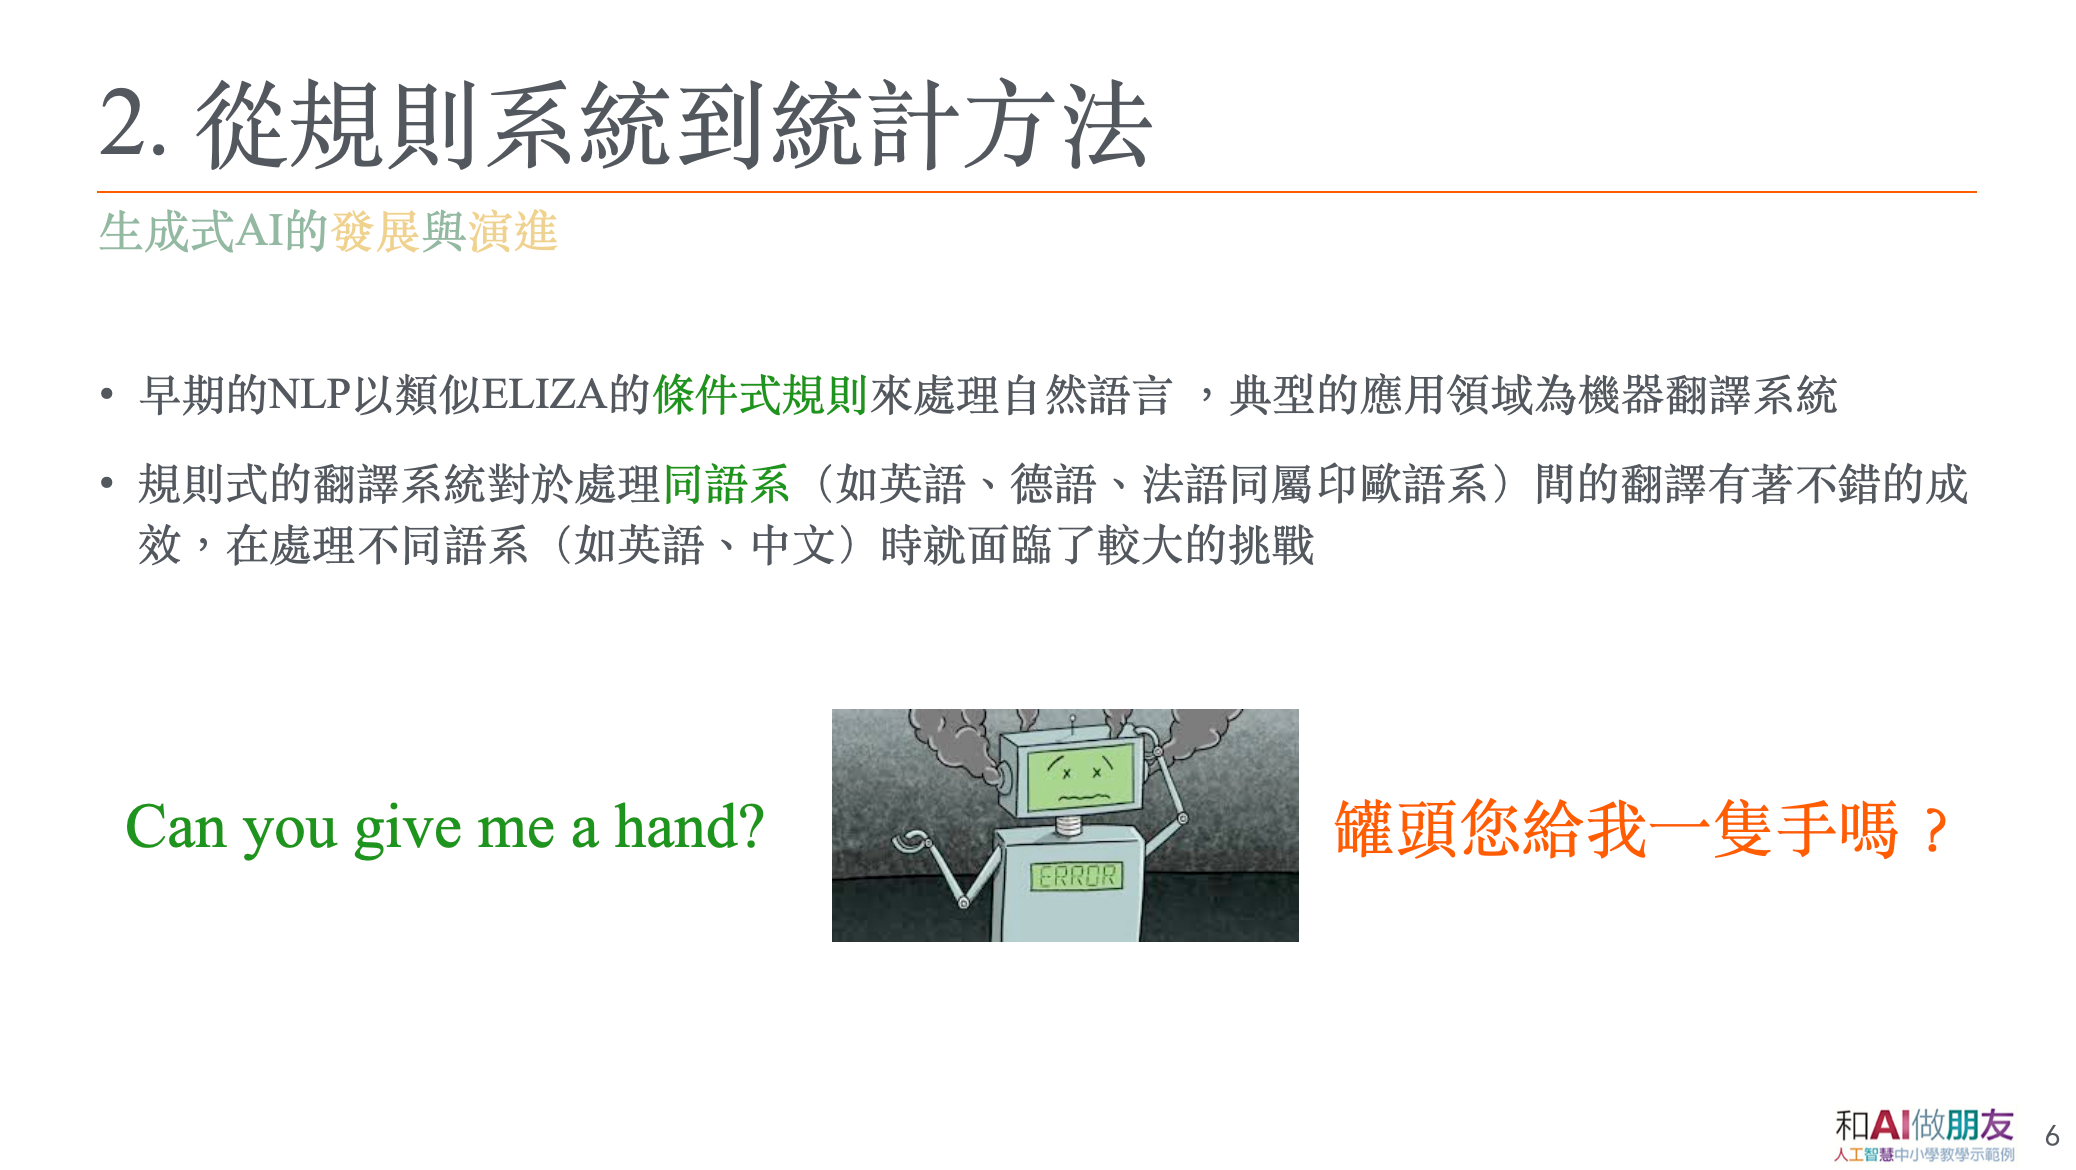 2. 從規則系統到統計方法
生成式AI的發展與演進
• 早期的NLP以類似ELIZA的條件式規則來處理自然語言 ，典型的應用領域為機器翻譯系統
• 規則式的翻譯系統對於處理同語系（如英語、德語、法語同屬印歐語系）間的翻譯有著不錯的成
效，在處理不同語系（如英語、中文）時就面臨了較大的挑戰
Can you give me a hand?
ERROR
罐頭您給我一隻手嗎？
和AI做朋友
人工智慧中小學教學示範例
6